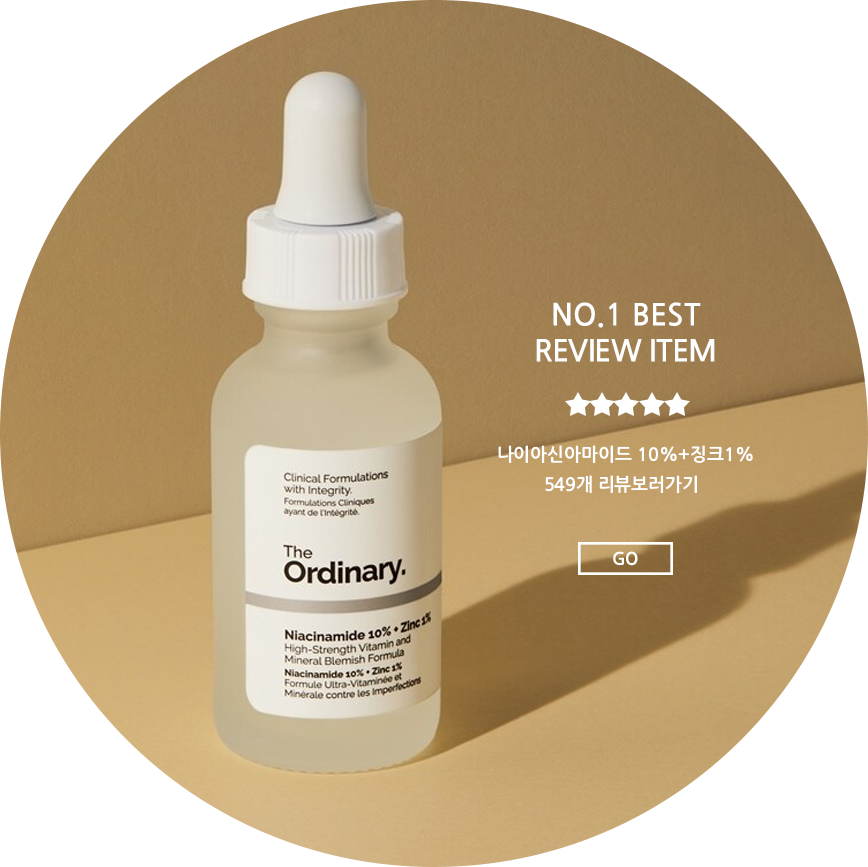 Clinical Formulations
with Integrity.
Formulations Cliniques
ayant de l'Intégrité.
The
Ordinary.
Niacinamide 10% + Zinc 1%
High-Strength Vitamin and
Mineral Blemish Formula
Niacinamide 10% + Zinc 1%
Formule Ultra-Vitaminée et
Minérale contre les Imperfections
NO.1 BEST
REVIEW ITEM
★★★★★
나이아신아마이드 10%+징크1%
549개 리뷰보러가기
GO